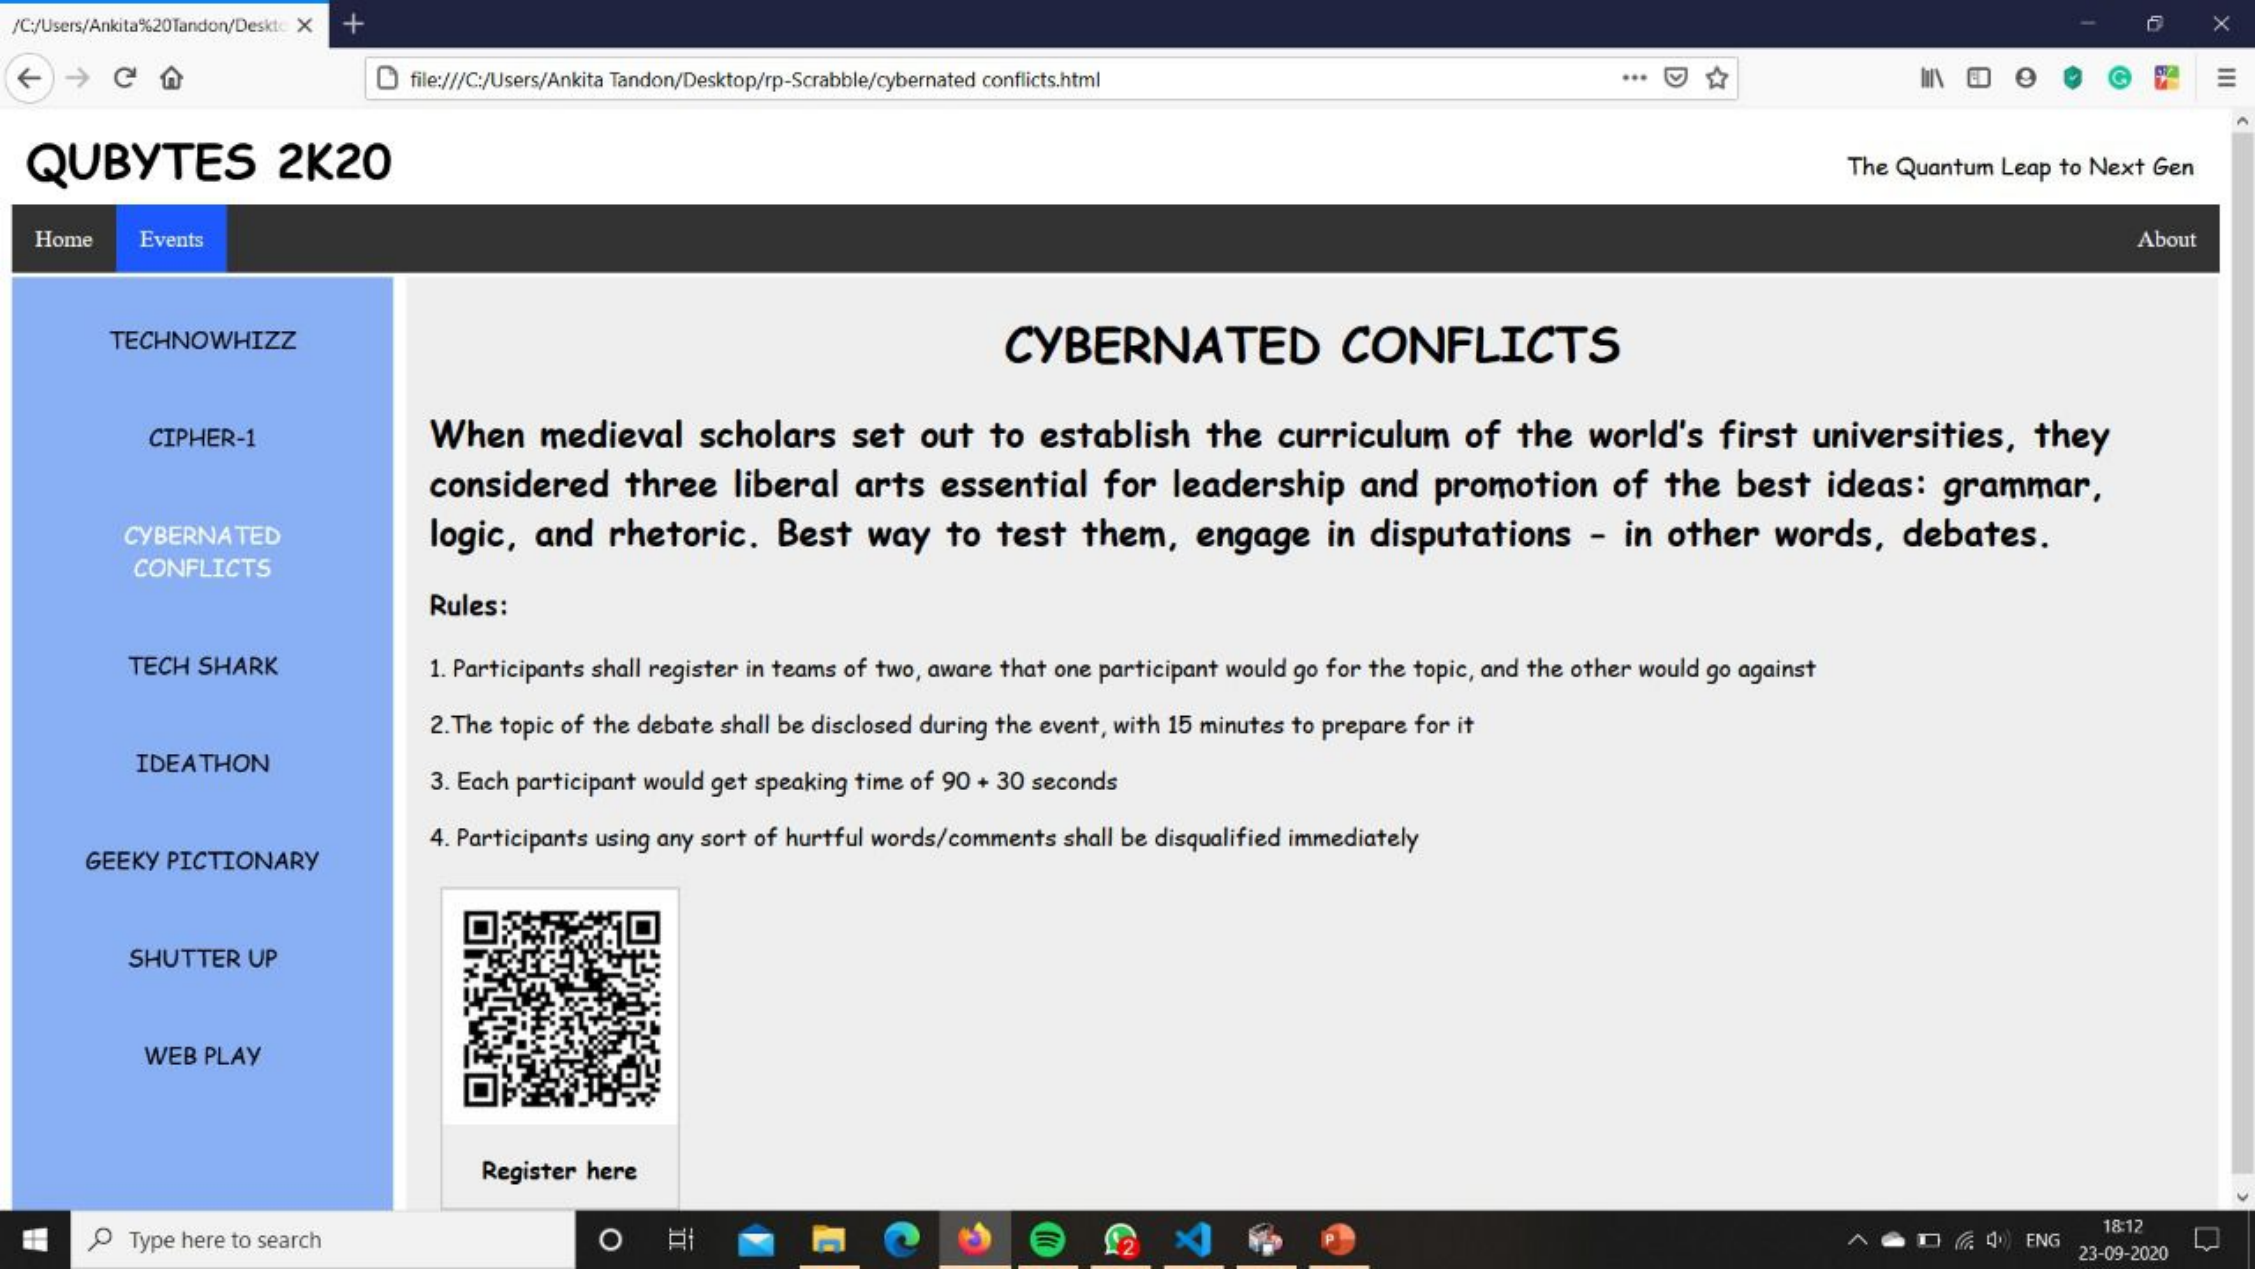 /C:/Users/Ankita%20Tandon/Deskt
file:///C:/Users/Ankita Tandon/Desktop/rp-Scrabble/cybernated conflicts.html
QUBYTES 2K20
The Quantum Leap to Next Gen
Home
Events
About
TECHNOWHIZZ
CIPHER-1
CYBERNATED
CONFLICTS
TECH SHARK
IDEATHON
GEEKY PICTIONARY
SHUTTER UP
WEB PLAY
CYBERNATED CONFLICTS
When medieval scholars set out to establish the curriculum of the world's first universities, they
considered three liberal arts essential for leadership and promotion of the best ideas: grammar,
logic, and rhetoric. Best way to test them, engage in disputations - in other words, debates.
Rules:
1. Participants shall register in teams of two, aware that one participant would go for the topic, and the other would go against
2.The topic of the debate shall be disclosed during the event, with 15 minutes to prepare for it
3. Each participant would get speaking time of 90 + 30 seconds
4. Participants using any sort of hurtful words/comments shall be disqualified immediately
Register here
Type here to search
2
ENG
18:12
23-09-2020